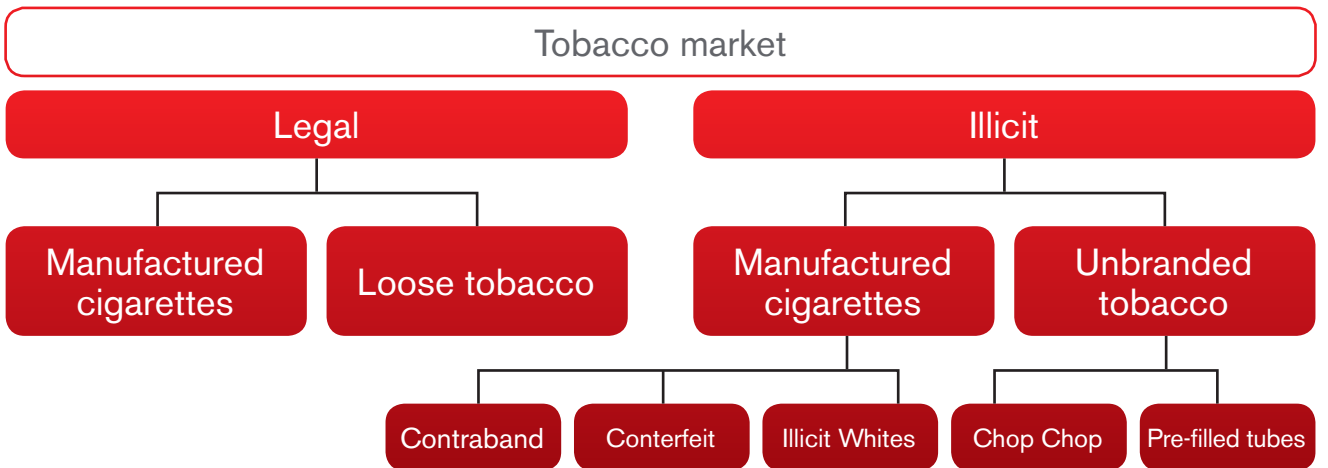 Tobacco market
Legal
Illicit
Manufactured
cigarettes
Loose tobacco
Manufactured
cigarettes
Unbranded
tobacco
Contraband
Conterfeit
Illicit Whites
Chop Chop
Pre-filled tubes